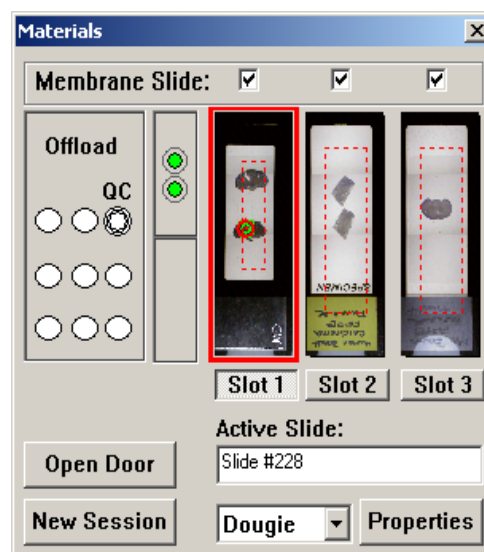 Materials
Membrane Slide:
Offload
QC
SPECIMEN
Slot 1 Slot 2 Slot 3
Active Slide:
Open Door Slide #228
New Session Dougie Properties